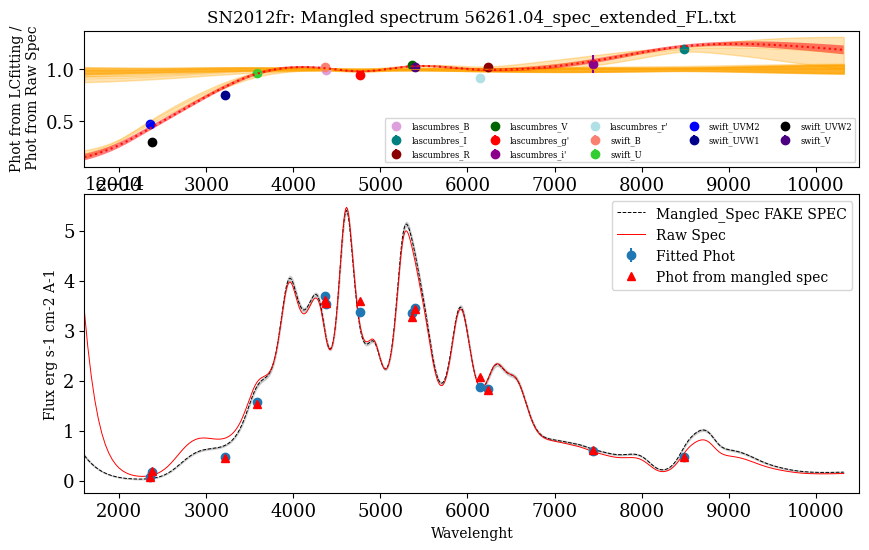 SN2012fr: Mangled spectrum 56261.04_spec_extended_FL.txt
Phot from LCfitting /
Phot from Raw Spec
1.0
0.5
lascumbres_B
lascumbres_I
lascumbres_R
lascumbres_V
lascumbres_g'
lascumbres_i'
lascumbres_r'
swift_B
swift_U
swift_UVM2
swift_UVW1
swift_UVW2
swift_V
2000 3000 4000 5000 6000 7000 8000 9000 10000
1e−14
Flux erg s-1 cm-2 A-1
5
4
3
2
1
0
Mangled_Spec FAKE SPEC
Raw Spec
Fitted Phot
Phot from mangled spec
2000 3000 4000 5000 6000 7000 8000 9000 10000
Wavelenght